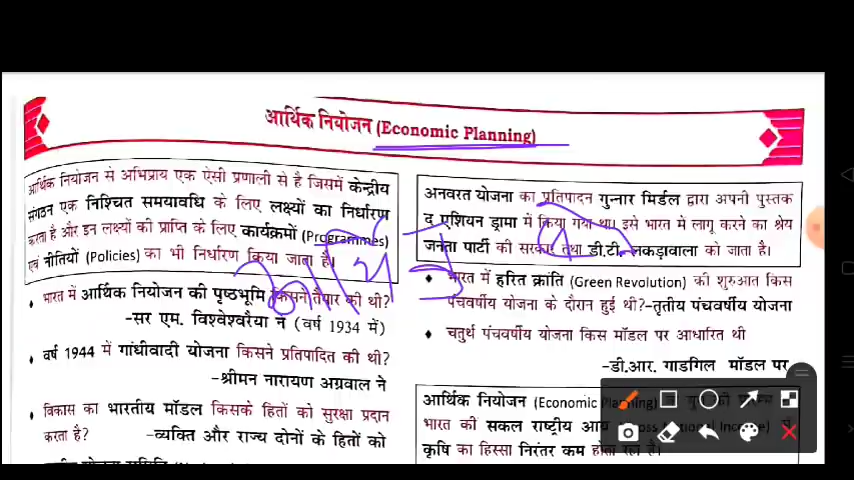 आर्थिक नियोजन (Economic Planning)
आर्थिक नियोजन से अभिप्राय एक ऐसी प्रणाली से है जिसमें केन्द्रीय
संगठन एक निश्चित समयावधि के लिए लक्ष्यों का निर्धारण
करता है और इन लक्ष्यों की प्राप्ति के लिए कार्यक्रमों (Programmes)
एवं नीतियों (Policies) का भी निर्धारण किया जाता है।
भारत में आर्थिक नियोजन की पृष्ठभूमि किसने तैयार की थी?
-सर एम. विश्वेश्वरैया ने (वर्ष 1934 में)
वर्ष 1944 में गांधीवादी योजना किसने प्रतिपादित की थी?
-श्रीमन नारायण अग्रवाल ने
विकास का भारतीय मॉडल किसके हितों को सुरक्षा प्रदान
करता है? -व्यक्ति और राज्य दोनों के हितों को
अनवरत योजना का प्रतिपादन गुन्नार मिर्डल द्वारा अपनी पुस्तक
द एशियन ड्रामा में किया गया था। इसे भारत में लागू करने का श्रेय
जनता पार्टी की सरकार तथा डी.टी. लकड़ावाला को जाता है।
भारत में हरित क्रांति (Green Revolution) की शुरुआत किस
पंचवर्षीय योजना के दौरान हुई थी? -तृतीय पंचवर्षीय योजना
चतुर्थ पंचवर्षीय योजना किस मॉडल पर आधारित थी
-डी.आर. गाडगिल मॉडल पर
आर्थिक नियोजन (Economic
भारत की सकल राष्ट्रीय आय
कृषि का हिस्सा निरंतर कम होता रहा है।